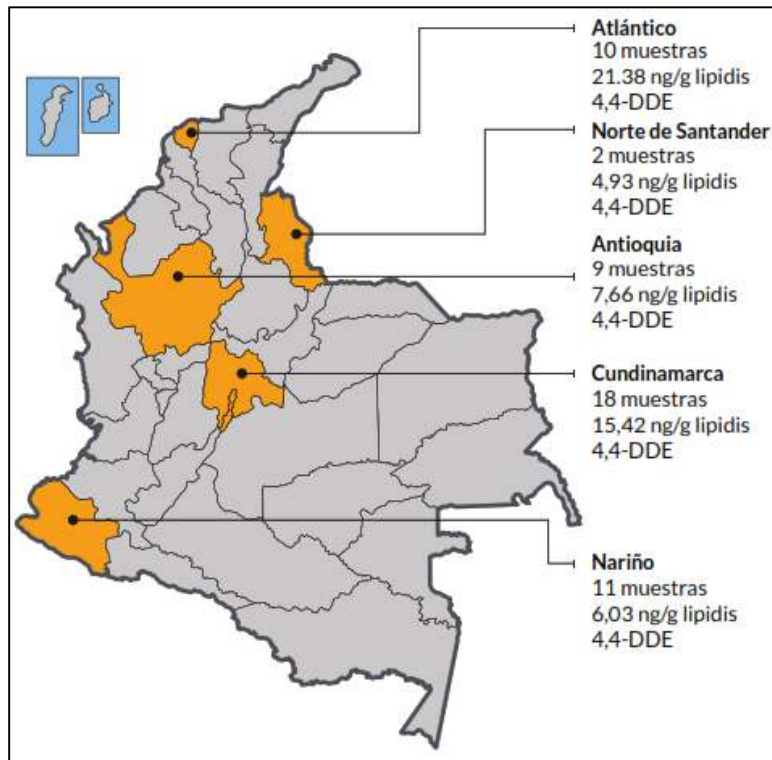 Atlántico
10 muestras
21.38 ng/g lipidis
4,4-DDE
Norte de Santander
2 muestras
4,93 ng/g lipidis
4,4-DDE
Antioquia
9 muestras
7,66 ng/g lipidis
4,4-DDE
Cundinamarca
18 muestras
15,42 ng/g lipidis
4,4-DDE
Nariño
11 muestras
6,03 ng/g lipidis
4,4-DDE